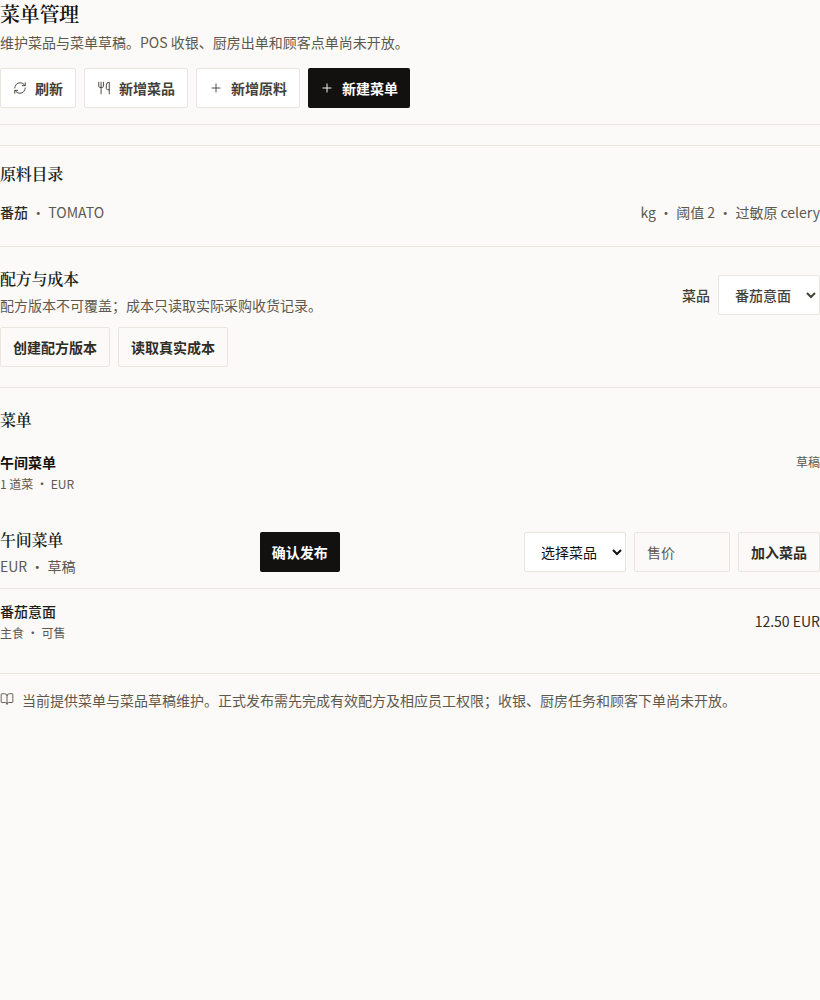 菜单管理
维护菜品与菜单草稿。POS 收银、厨房出单和顾客点单尚未开放。
刷新 新增菜品 新增原料 新建菜单
原料目录
番茄 · TOMATO kg · 阈值 2 · 过敏原 celery
配方与成本
配方版本不可覆盖；成本只读取实际采购收货记录。
菜品 番茄意面
创建配方版本 读取真实成本
菜单
午间菜单 草稿
1 道菜 · EUR
午间菜单 确认发布 选择菜品 售价 加入菜品
EUR · 草稿
番茄意面
主食 · 可售 12.50 EUR
当前提供菜单与菜品草稿维护。正式发布需先完成有效配方及相应员工权限；收银、厨房任务和顾客下单尚未开放。